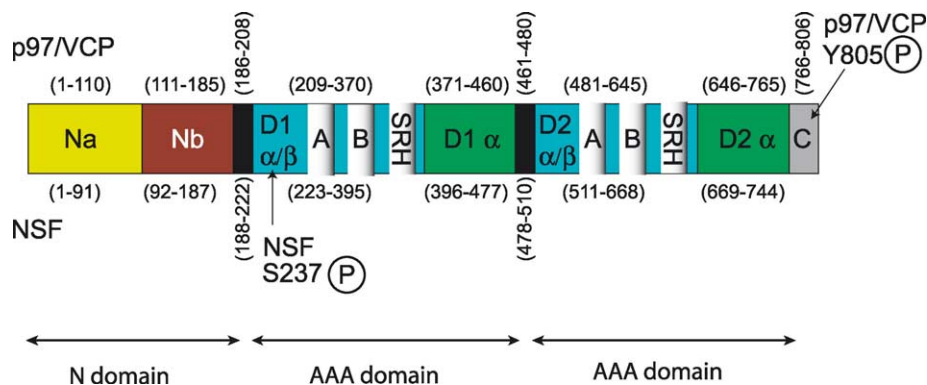 p97/VCP
(1-110) (111-185) (186-208) (209-370) (371-460) (461-480) (481-645) (646-765) (766-806)
p97/VCP
Y805 P
Na Nb D1 α/β A B SRH D1 α D2 α/β A B SRH D2 α C
(1-91) (92-187) (188-222) (223-395) (396-477) (478-510) (511-668) (669-744)
NSF
NSF
S237 P
N domain AAA domain AAA domain